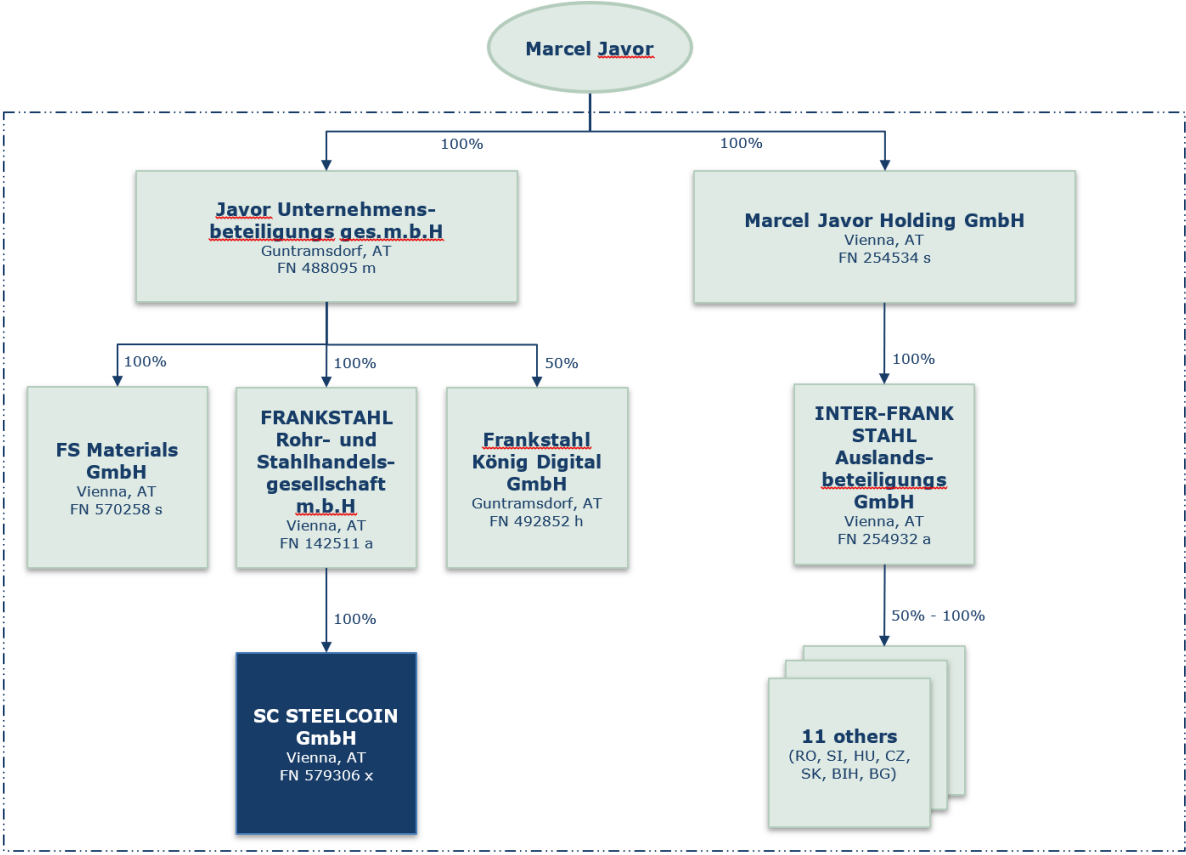 Marcel Javor
100%
100%
Javor Unternehmens-
beteiligungs ges.m.b.H
Guntramsdorf, AT
FN 488095 m
Marcel Javor Holding GmbH
Vienna, AT
FN 254534 s
100%
100%
50%
100%
FS Materials
GmbH
Vienna, AT
FN 570258 s
FRANKSTAHL
Rohr- und
Stahlhandels-
gesellschaft
m.b.H
Vienna, AT
FN 142511 a
Frankstahl
König Digital
GmbH
Guntramsdorf, AT
FN 492852 h
INTER-FRANK
STAHL
Auslands-
beteiligungs
GmbH
Vienna, AT
FN 254932 a
100%
50% - 100%
SC STEELCOIN
GmbH
Vienna, AT
FN 579306 x
11 others
(RO, SI, HU, CZ,
SK, BIH, BG)